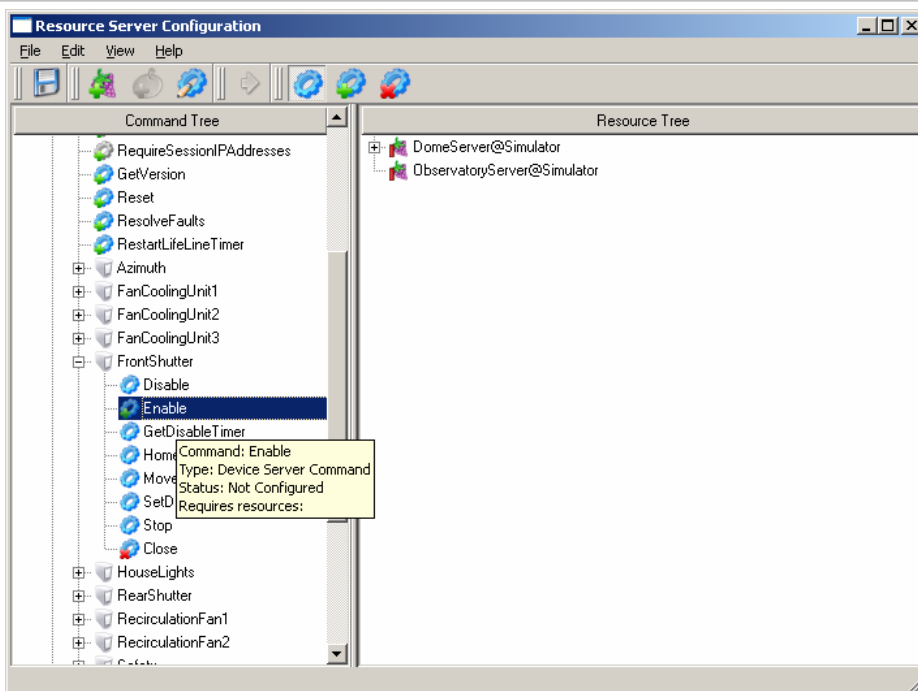 Resource Server Configuration
File Edit View Help
Command Tree
Resource Tree
RequireSessionIPAddresses
GetVersion
Reset
ResolveFaults
RestartLifeLineTimer
Azimuth
FanCoolingUnit1
FanCoolingUnit2
FanCoolingUnit3
FrontShutter
Disable
Enable
GetDisableTimer
Home
Move
SetD
Stop
Close
HouseLights
RearShutter
RecirculationFan1
RecirculationFan2
Command: Enable
Type: Device Server Command
Status: Not Configured
Requires resources:
DomeServer@Simulator
ObservatoryServer@Simulator